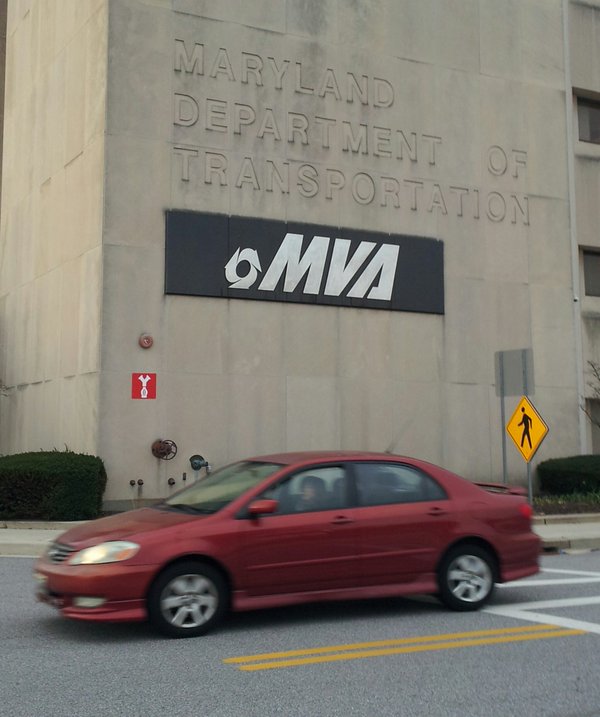 MARYLAND
DEPARTMENT OF
TRANSPORTATION
MVA